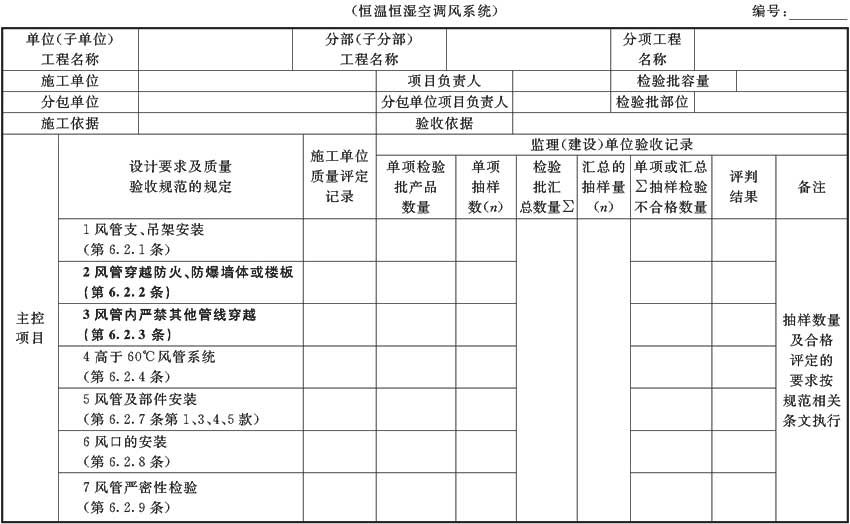 （恒温恒湿空调风系统）
编号：
单位（子单位）
工程名称
分部（子分部）
工程名称
分项工程
名称
施工单位
项目负责人
检验批容量
分包单位
分包单位项目负责人
检验批部位
施工依据
验收依据
主控
项目
设计要求及质量
验收规范的规定
施工单位
质量评定
记录
监理（建设）单位验收记录
单项检验
批产品
数量
单项
抽样
数（n）
检验
批汇
总数量∑
汇总的
抽样量
（n）
单项或汇总
∑抽样检验
不合格数量
评判
结果
备注
1 风管支、吊架安装
（第 6.2.1 条）
2 风管穿越防火、防爆墙体或楼板
（第 6.2.2 条）
3 风管内严禁其他管线穿越
（第 6.2.3 条）
4 高于 60℃风管系统
（第 6.2.4 条）
5 风管及部件安装
（第 6.2.7 条第 1、3、4、5 款）
6 风口的安装
（第 6.2.8 条）
7 风管严密性检验
（第 6.2.9 条）
抽样数量
及合格
评定的
要求按
规范相关
条文执行